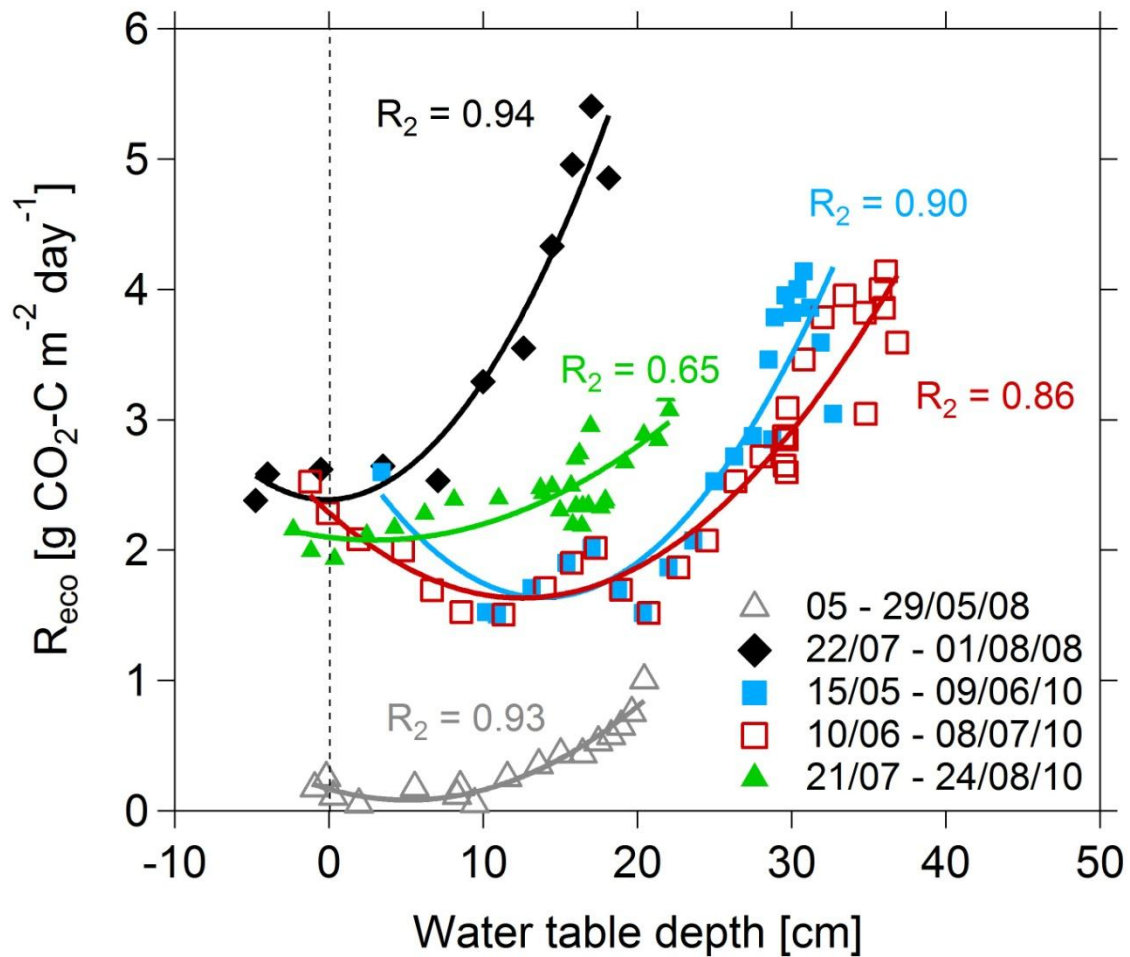 6
5
4
3
2
1
0
R₂ = 0.94
R₂ = 0.90
R₂ = 0.65
R₂ = 0.86
R₂ = 0.93
05 - 29/05/08
22/07 - 01/08/08
15/05 - 09/06/10
10/06 - 08/07/10
21/07 - 24/08/10
-10 0 10 20 30 40 50
Water table depth [cm]
R_eco [g CO₂-C m⁻² day⁻¹]